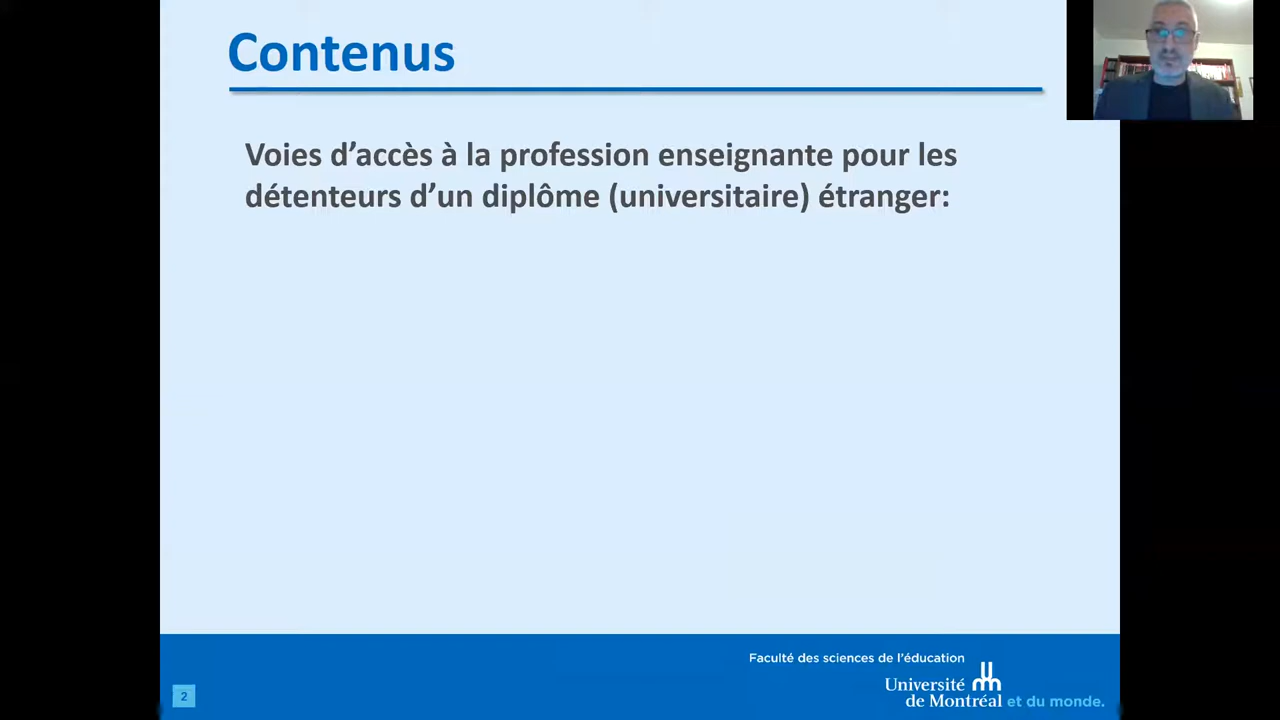 Contenus
Voies d'accès à la profession enseignante pour les
détenteurs d'un diplôme (universitaire) étranger:
Faculté des sciences de l'éducation
Université
de Montréal et du monde.
2